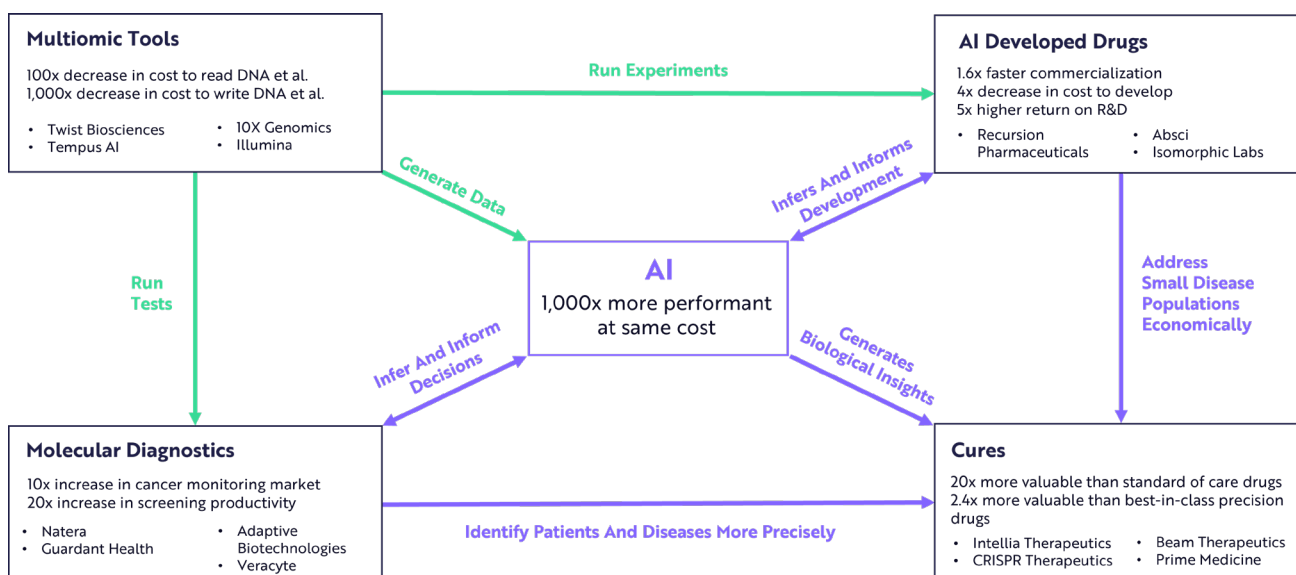 Multiomic Tools
100x decrease in cost to read DNA et al.
1,000x decrease in cost to write DNA et al.
• Twist Biosciences
• Tempus AI
• 10X Genomics
• Illumina
Run Experiments
AI Developed Drugs
1.6x faster commercialization
4x decrease in cost to develop
5x higher return on R&D
• Recursion
Pharmaceuticals
• Absci
• Isomorphic Labs
Generate Data
Infers And Informs
Development
Run
Tests
AI
1,000x more performant
at same cost
Address
Small Disease
Populations
Economically
Infer And Inform
Decisions
Generates
Biological Insights
Molecular Diagnostics
10x increase in cancer monitoring market
20x increase in screening productivity
• Natera
• Guardant Health
• Adaptive
Biotechnologies
• Veracyte
Identify Patients And Diseases More Precisely
Cures
20x more valuable than standard of care drugs
2.4x more valuable than best-in-class precision
drugs
• Intellia Therapeutics
• CRISPR Therapeutics
• Beam Therapeutics
• Prime Medicine